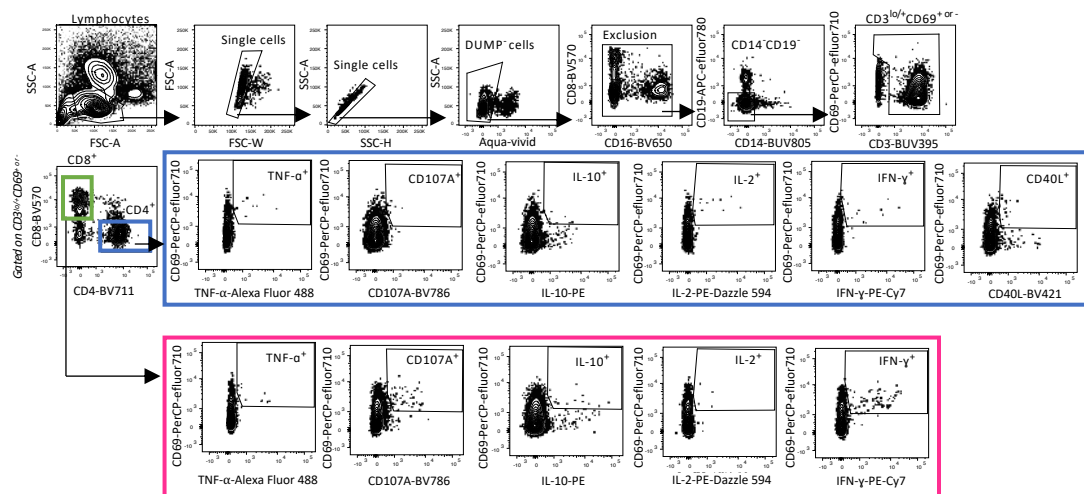 Lymphocytes
Single cells
Single cells
DUMP⁻ cells
Exclusion
CD14⁻CD19⁻
CD3ˡᵒ/⁺CD69⁺ ᵒʳ ⁻
SSC-A
FSC-A
FSC-A
FSC-W
SSC-A
SSC-H
SSC-A
Aqua-vivid
CD8-BV570
CD16-BV650
CD19-APC-efluor780
CD14-BUV805
CD69-PerCP-efluor710
CD3-BUV395
Gated on CD3ˡᵒ/⁺CD69⁺ ᵒʳ ⁻
CD8⁺
CD4⁺
CD8-BV570
CD4-BV711
TNF-α⁺
CD107A⁺
IL-10⁺
IL-2⁺
IFN-γ⁺
CD40L⁺
CD69-PerCP-efluor710
CD69-PerCP-efluor710
CD69-PerCP-efluor710
CD69-PerCP-efluor710
CD69-PerCP-efluor710
CD69-PerCP-efluor710
TNF-α-Alexa Fluor 488
CD107A-BV786
IL-10-PE
IL-2-PE-Dazzle 594
IFN-γ-PE-Cy7
CD40L-BV421
TNF-α⁺
CD107A⁺
IL-10⁺
IL-2⁺
IFN-γ⁺
CD69-PerCP-efluor710
CD69-PerCP-efluor710
CD69-PerCP-efluor710
CD69-PerCP-efluor710
CD69-PerCP-efluor710
TNF-α-Alexa Fluor 488
CD107A-BV786
IL-10-PE
IL-2-PE-Dazzle 594
IFN-γ-PE-Cy7